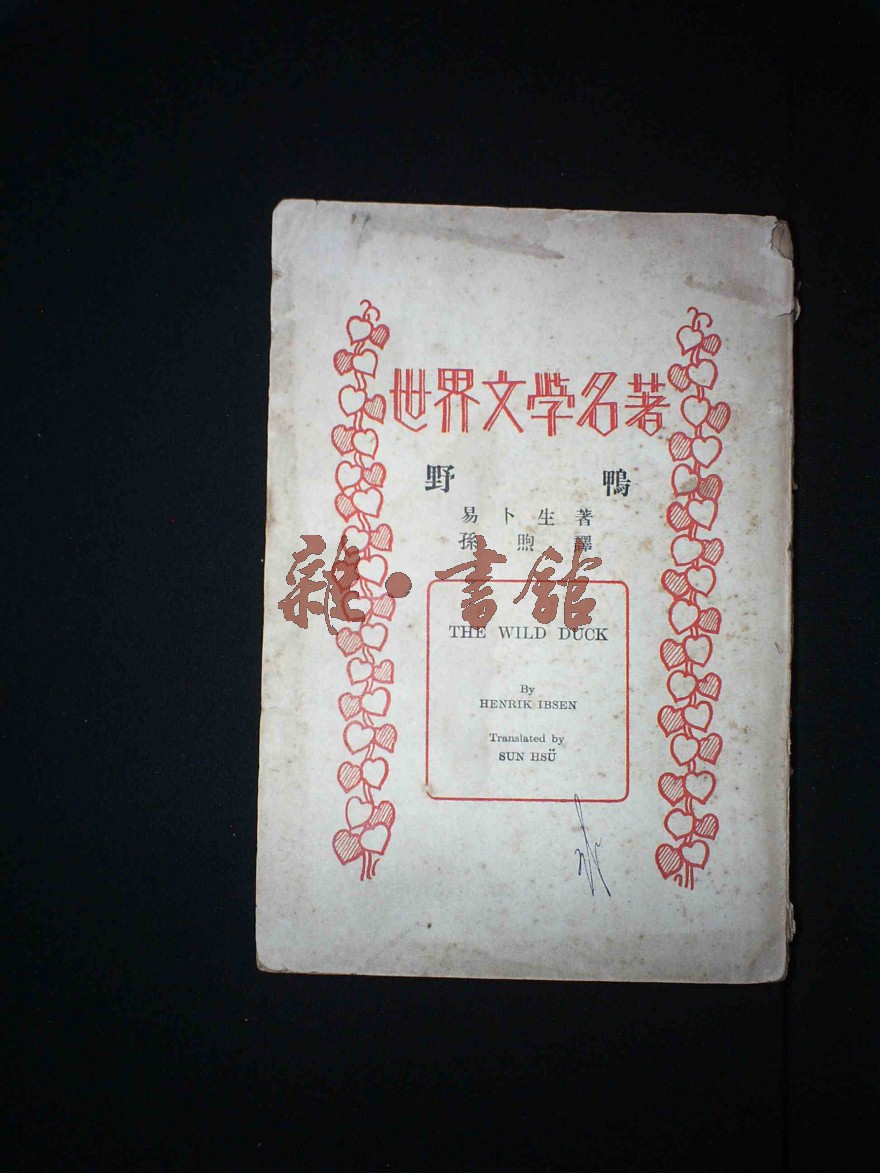 世界文学名著
野鴨
易卜生著
孫煦譯
雜·書館
THE WILD DUCK
By
HENRIK IBSEN
Translated by
SUN HSÜ